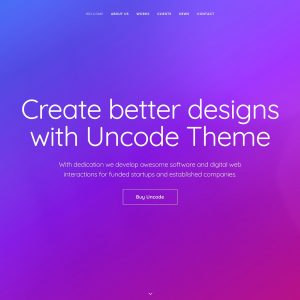 WELCOME ABOUT US WORKS CLIENTS NEWS CONTACT
Create better designs
with Uncode Theme
With dedication we develop awesome software and digital web
interactions for funded startups and established companies.
Buy Uncode